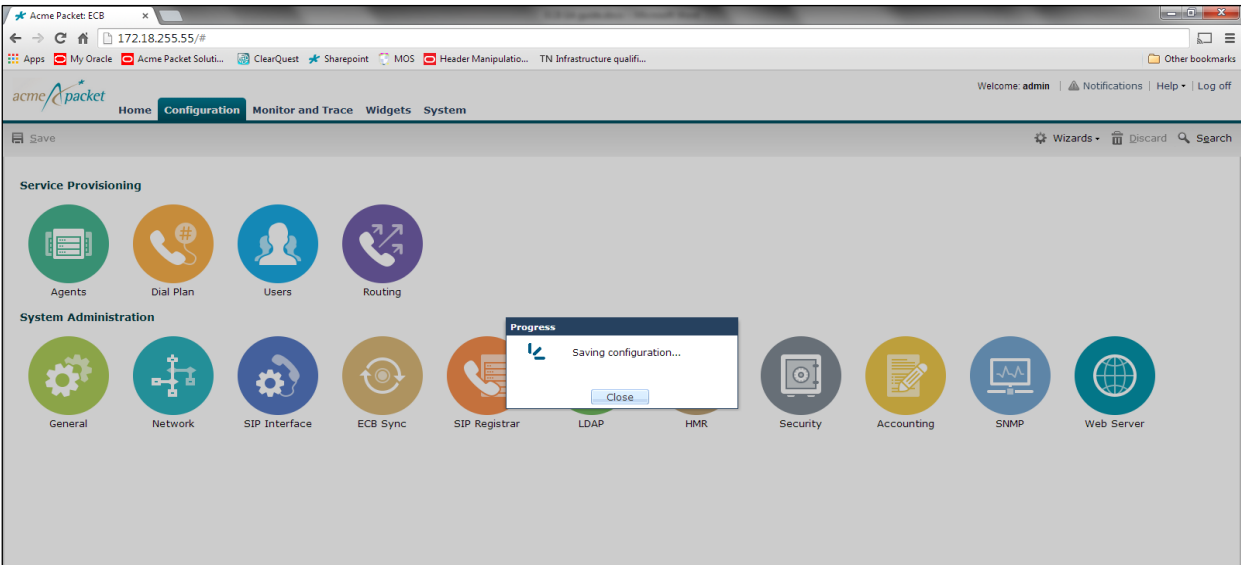 Acme Packet: ECB
172.18.255.55/#
Apps My Oracle Acme Packet Soluti... ClearQuest Sharepoint MOS Header Manipulatio... TN Infrastructure qualifi... Other bookmarks
acme packet
Welcome: admin | Notifications | Help | Log off
Home Configuration Monitor and Trace Widgets System
Save Wizards Discard Search
Service Provisioning
#
Agents Dial Plan Users Routing
System Administration
Progress
Saving configuration...
Close
General Network SIP Interface ECB Sync SIP Registrar LDAP HMR Security Accounting SNMP Web Server